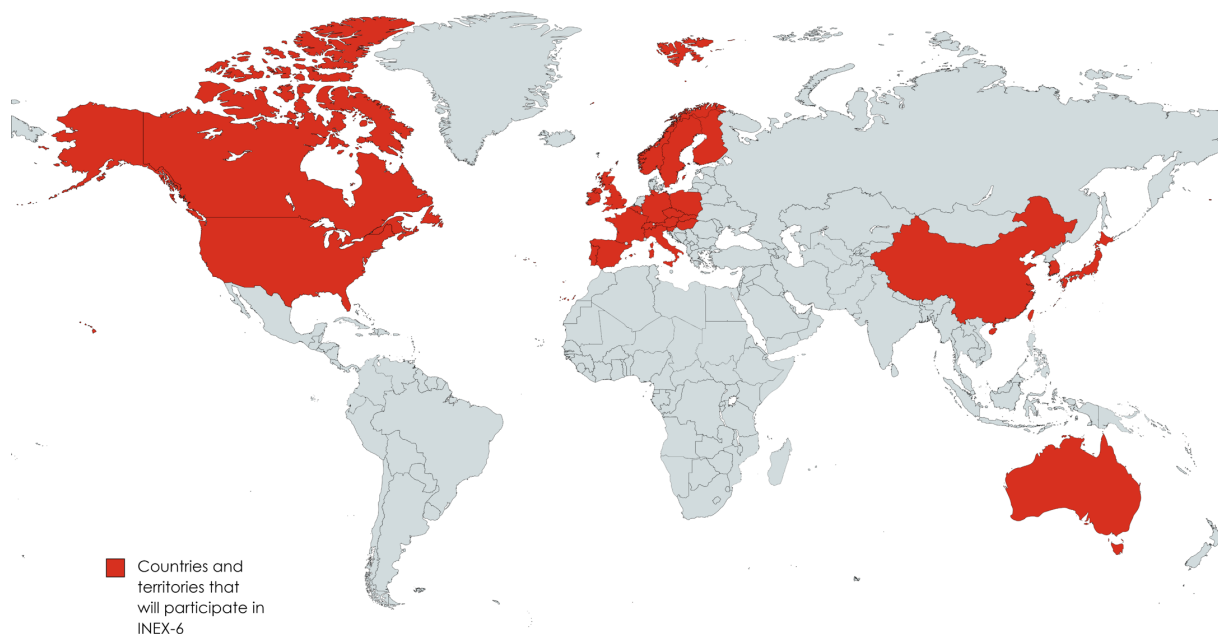 Countries and
territories that
will participate in
INEX-6